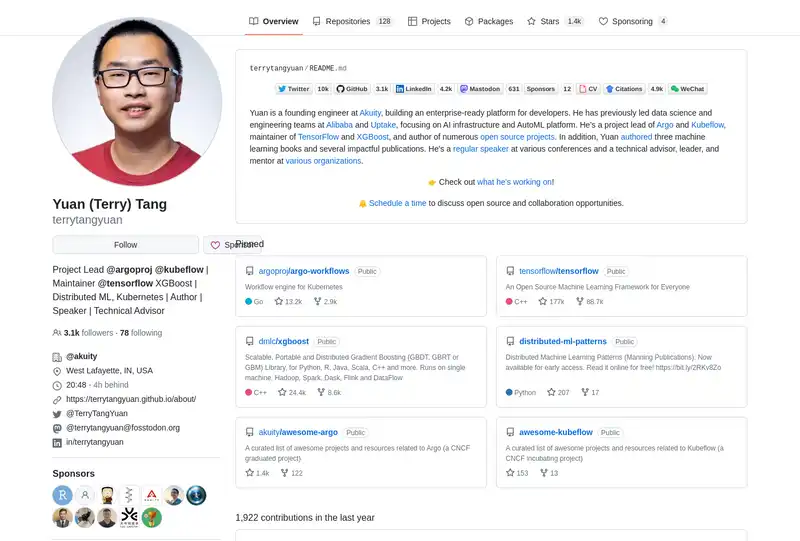 Overview
Repositories 128
Projects
Packages
Stars 1.4k
Sponsoring 4
terrytangyuan/README.md
Twitter 10k GitHub 3.1k LinkedIn 4.2k Mastodon 631 Sponsors 12 CV Citations 4.9k WeChat
Yuan is a founding engineer at Akuity, building an enterprise-ready platform for developers. He has previously led data science and
engineering teams at Alibaba and Uptake, focusing on AI infrastructure and AutoML platform. He's a project lead of Argo and Kubeflow,
maintainer of TensorFlow and XGBoost, and author of numerous open source projects. In addition, Yuan authored three machine
learning books and several impactful publications. He's a regular speaker at various conferences and a technical advisor, leader, and
mentor at various organizations.
Check out what he's working on!
Schedule a time to discuss open source and collaboration opportunities.
Yuan (Terry) Tang
terrytangyuan
Follow
Sponsor
Project Lead @argoproj @kubeflow |
Maintainer @tensorflow XGBoost |
Distributed ML, Kubernetes | Author |
Speaker | Technical Advisor
3.1k followers · 78 following
@akuity
West Lafayette, IN, USA
20:48 - 4h behind
https://terrytangyuan.github.io/about/
@TerryTangYuan
@terrytangyuan@fosstodon.org
in/terrytangyuan
Sponsors
Pinned
argoproj/argo-workflows Public
Workflow engine for Kubernetes
Go 13.2k 2.9k
tensorflow/tensorflow Public
An Open Source Machine Learning Framework for Everyone
C++ 177k 88.7k
dmlc/xgboost Public
Scalable, Portable and Distributed Gradient Boosting (GBDT, GBRT or
GBM) Library, for Python, R, Java, Scala, C++ and more. Runs on single
machine, Hadoop, Spark, Dask, Flink and DataFlow
C++ 24.4k 8.6k
distributed-ml-patterns Public
Distributed Machine Learning Patterns (Manning Publications). Now
available for early access. Read it online for free! https://bit.ly/2RKv8Zo
Python 207 17
akuity/awesome-argo Public
A curated list of awesome projects and resources related to Argo (a CNCF
graduated project)
1.4k 122
awesome-kubeflow Public
A curated list of awesome projects and resources related to Kubeflow (a
CNCF incubating project)
153 13
1,922 contributions in the last year